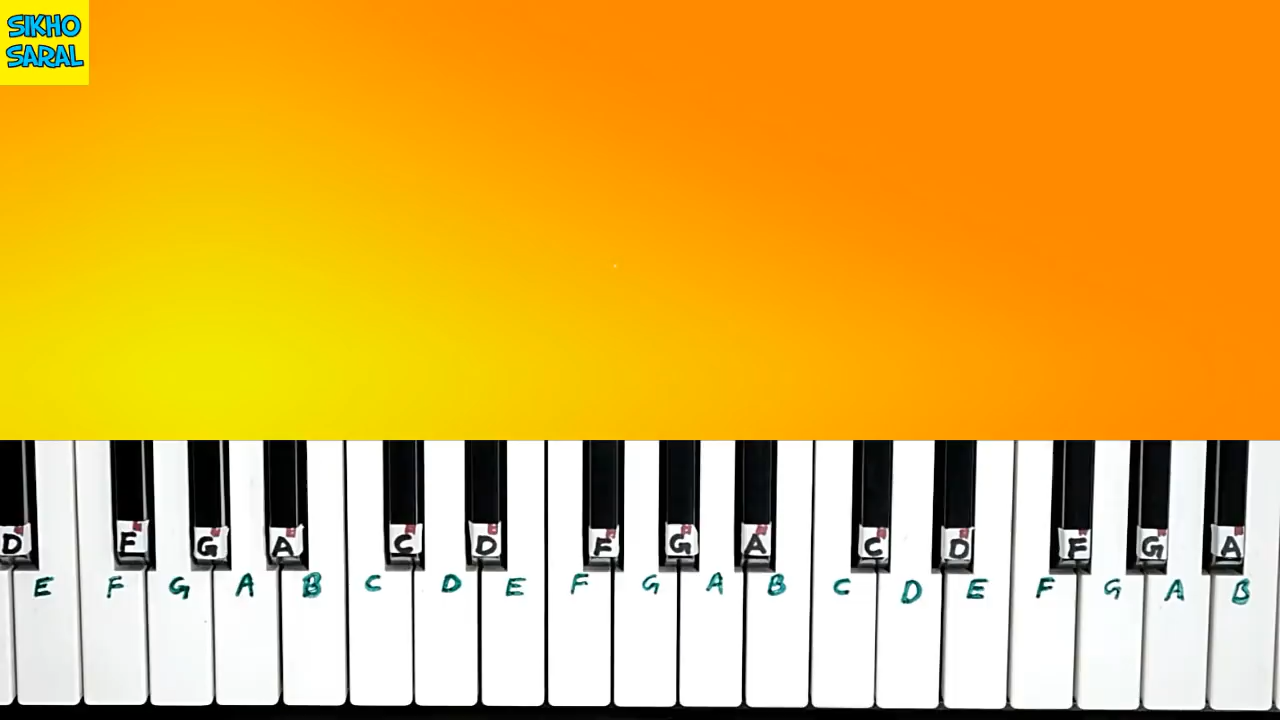 SIKHO
SARAL
D# F# G# A# C# D# F# G# A# C# D# F# G# A#
E F G A B C D E F G A B C D E F G A B